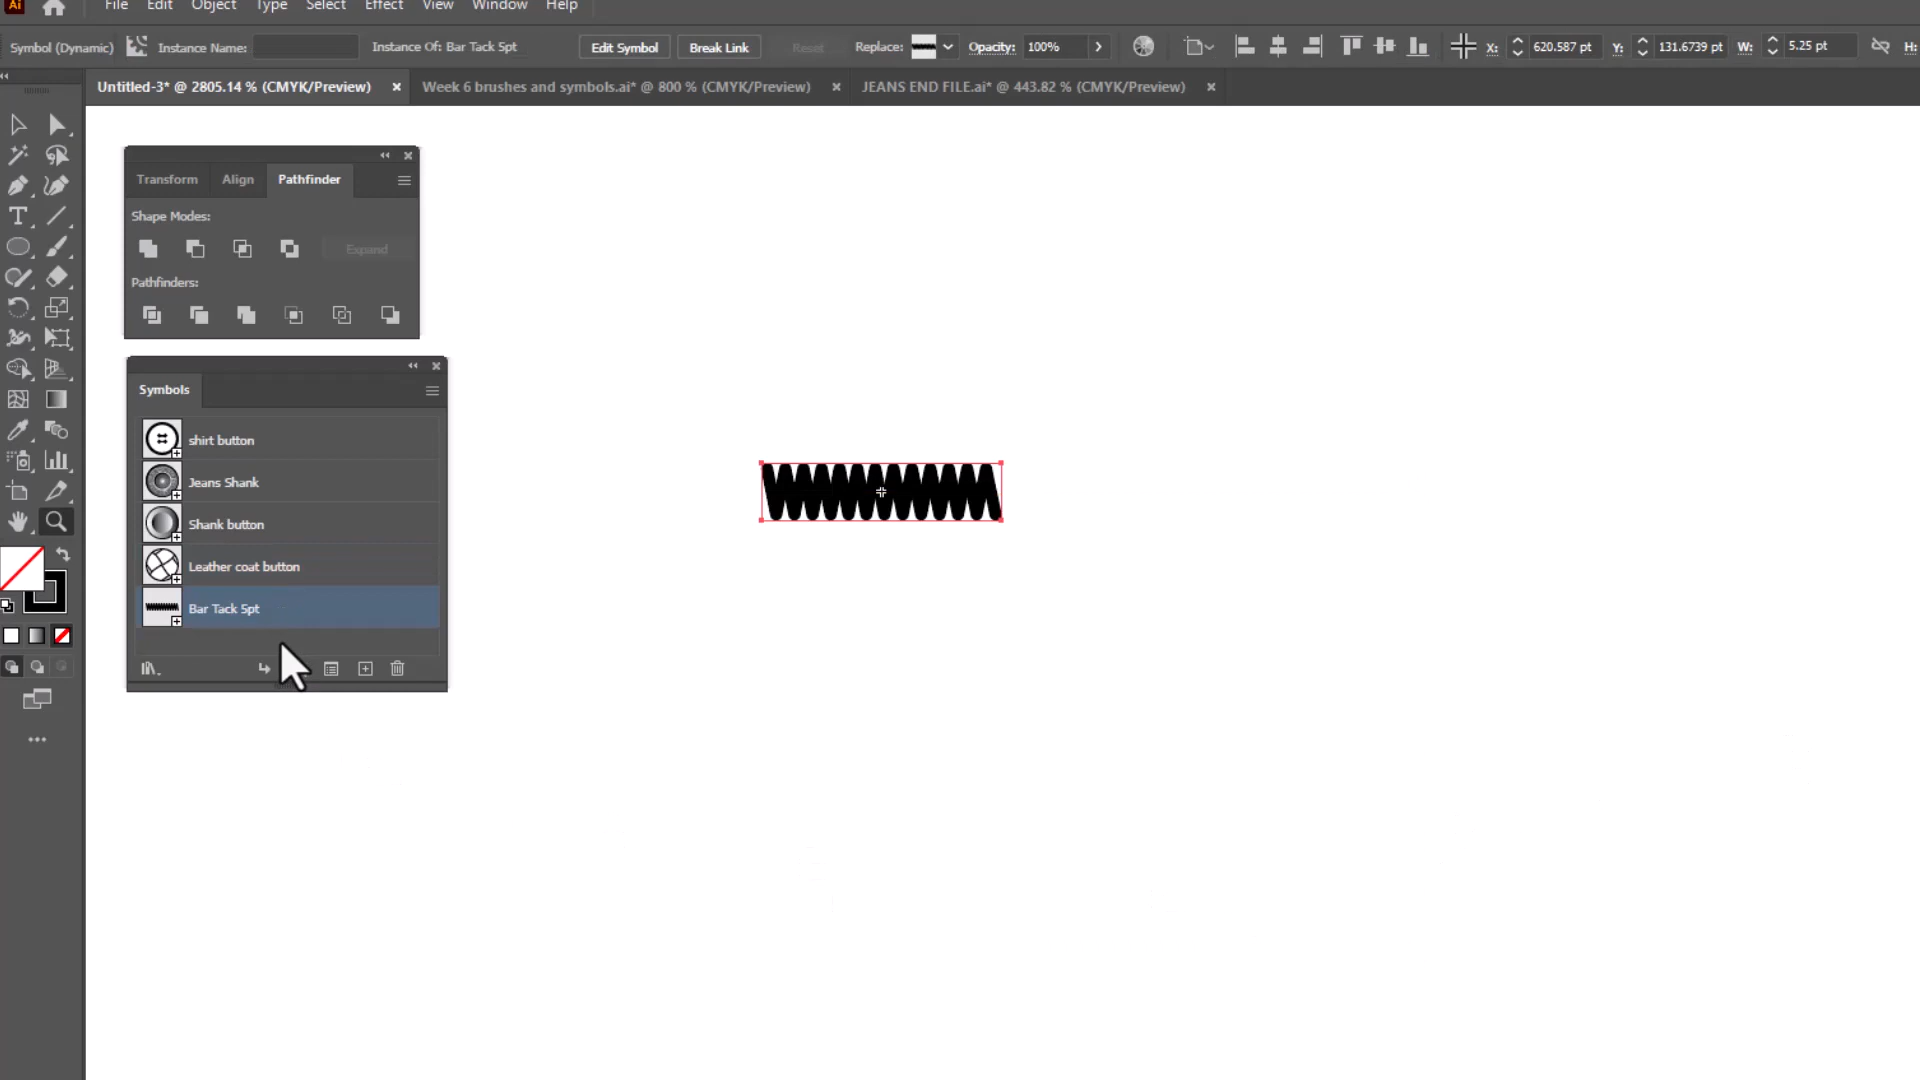 Ai File Edit Object Type Select Effect View Window Help
Symbol (Dynamic) Instance Name: Instance Of: Bar Tack 5pt Edit Symbol Break Link Reset Replace: Opacity: 100% X: 620.587 pt Y: 131.6739 pt W: 5.25 pt H:
Untitled-3* @ 2805.14 % (CMYK/Preview) × Week 6 brushes and symbols.ai* @ 800 % (CMYK/Preview) × JEANS END FILE.ai* @ 443.82 % (CMYK/Preview) ×
Transform Align Pathfinder
Shape Modes:
Expand
Pathfinders:
Symbols
shirt button
Jeans Shank
Shank button
Leather coat button
Bar Tack 5pt